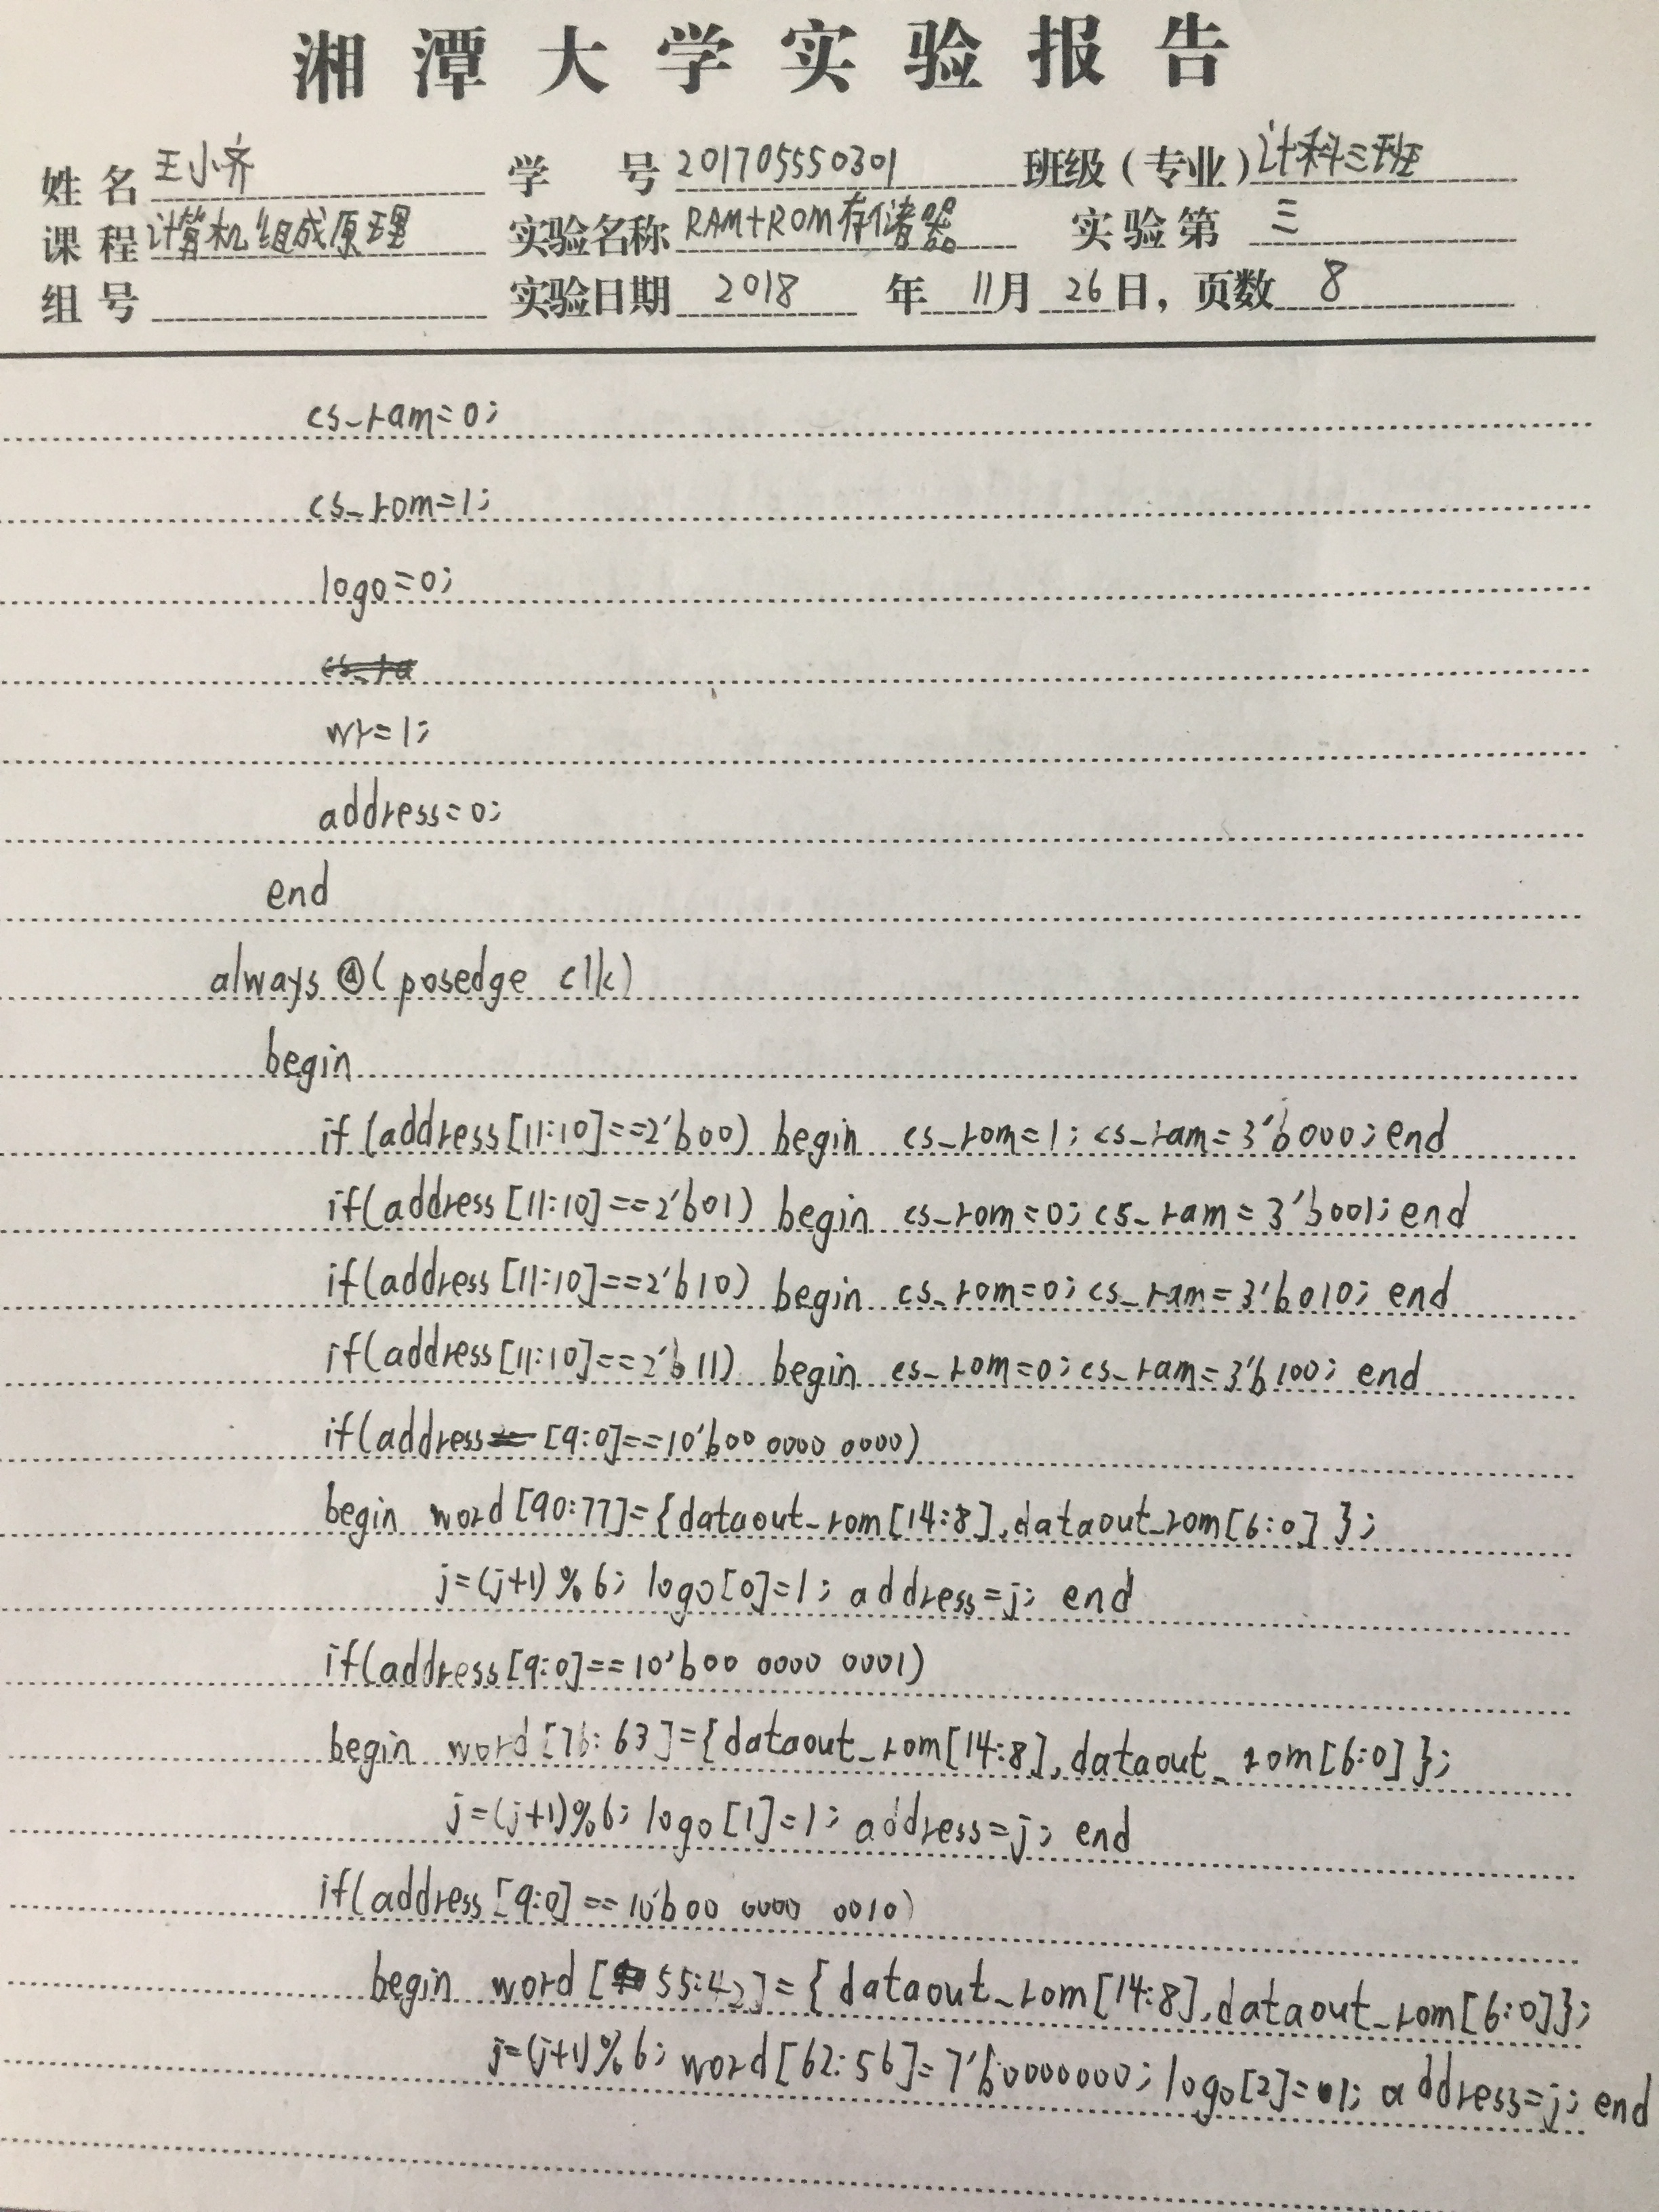 湘潭大学实验报告
姓名 王小齐 学号 201705550301 班级(专业) 计科三班
课程 计算机组成原理 实验名称 RAM+ROM存储器 实验第 三
组号 实验日期 2018 年 11月 26日, 页数 8
cs_ram=0;
cs_rom=1;
logo=0;
cs_ra
wr=1;
address=0;
end
always @(posedge clk)
begin
if (address[11:10]==2'b00) begin cs_rom=1; cs_ram=3'b000; end
if(address[11:10]==2'b01) begin cs_rom=0; cs_ram=3'b001; end
if(address[11:10]==2'b10) begin cs_rom=0; cs_ram=3'b010; end
if(address[11:10]==2'b11) begin cs_rom=0; cs_ram=3'b100; end
if(address[9:0]==10'b00 0000 0000)
begin word[90:77]={dataout_rom[14:8],dataout_rom[6:0]};
j=(j+1)%6; logo[0]=1; address=j; end
if(address[9:0]==10'b00 0000 0001)
begin word[76:63]={dataout_rom[14:8],dataout_rom[6:0]};
j=(j+1)%6; logo[1]=1; address=j; end
if(address[9:0]==10'b00 0000 0010)
begin word[55:42]={dataout_rom[14:8],dataout_rom[6:0]};
j=(j+1)%6; word[62:56]=7'b0000000; logo[2]=1; address=j; end